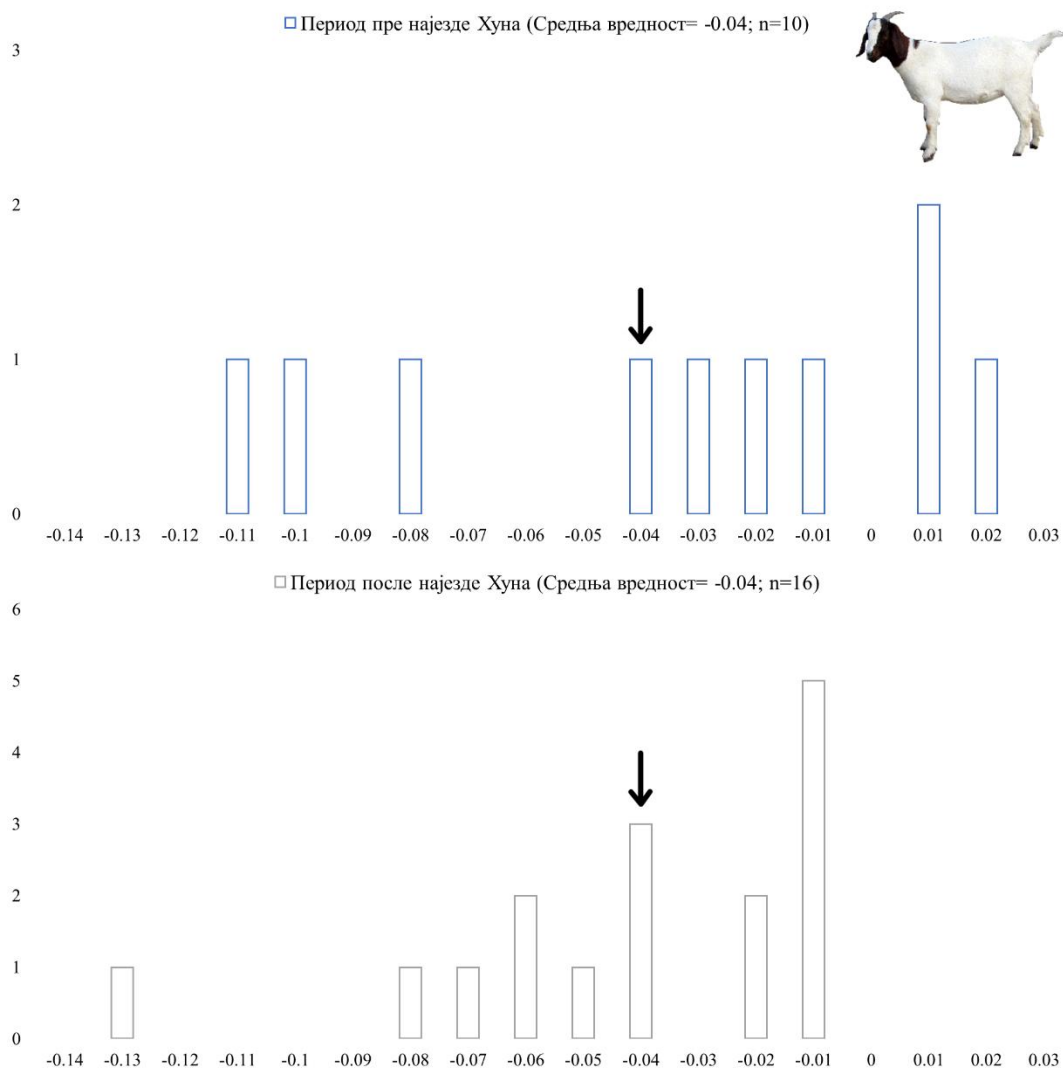 Период пре најезде Хуна (Средња вредност= -0.04; n=10)
3
2
1
0
-0.14 -0.13 -0.12 -0.11 -0.1 -0.09 -0.08 -0.07 -0.06 -0.05 -0.04 -0.03 -0.02 -0.01 0 0.01 0.02 0.03
Период после најезде Хуна (Средња вредност= -0.04; n=16)
6
5
4
3
2
1
0
-0.14 -0.13 -0.12 -0.11 -0.1 -0.09 -0.08 -0.07 -0.06 -0.05 -0.04 -0.03 -0.02 -0.01 0 0.01 0.02 0.03